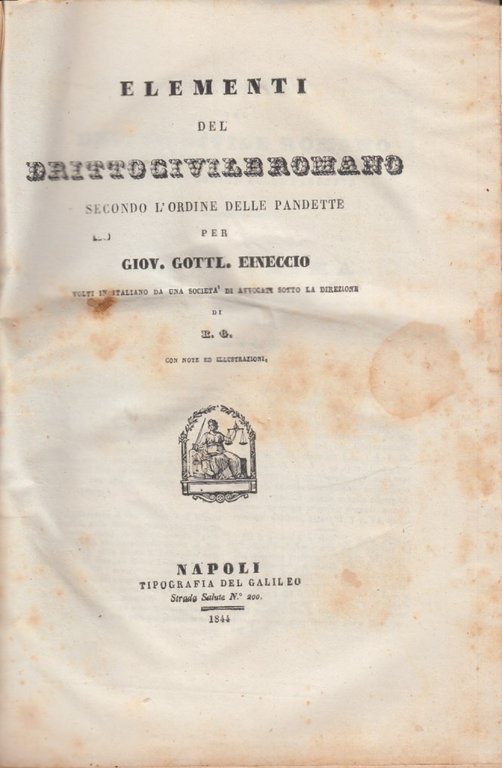 ELEMENTI
DEL
DRITTO CIVILE ROMANO
SECONDO L'ORDINE DELLE PANDETTE
PER
GIOV. GOTTL. EINECCIO
VOLTI IN ITALIANO DA UNA SOCIETA' DI AVVOCATI SOTTO LA DIREZIONE
DI
R. G.
CON NOTE ED ILLUSTRAZIONI.
NAPOLI
TIPOGRAFIA DEL GALILEO
Strada Salute N.° 200.
1844